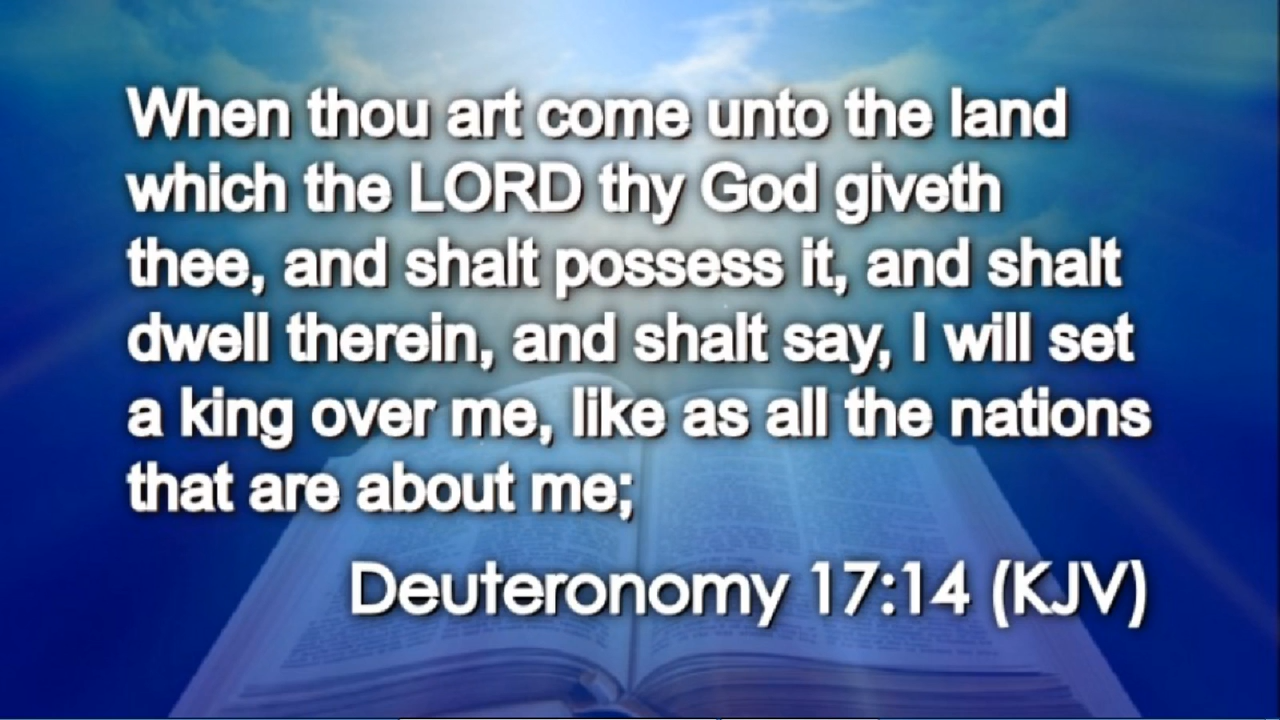 When thou art come unto the land
which the LORD thy God giveth
thee, and shalt possess it, and shalt
dwell therein, and shalt say, I will set
a king over me, like as all the nations
that are about me;
Deuteronomy 17:14 (KJV)